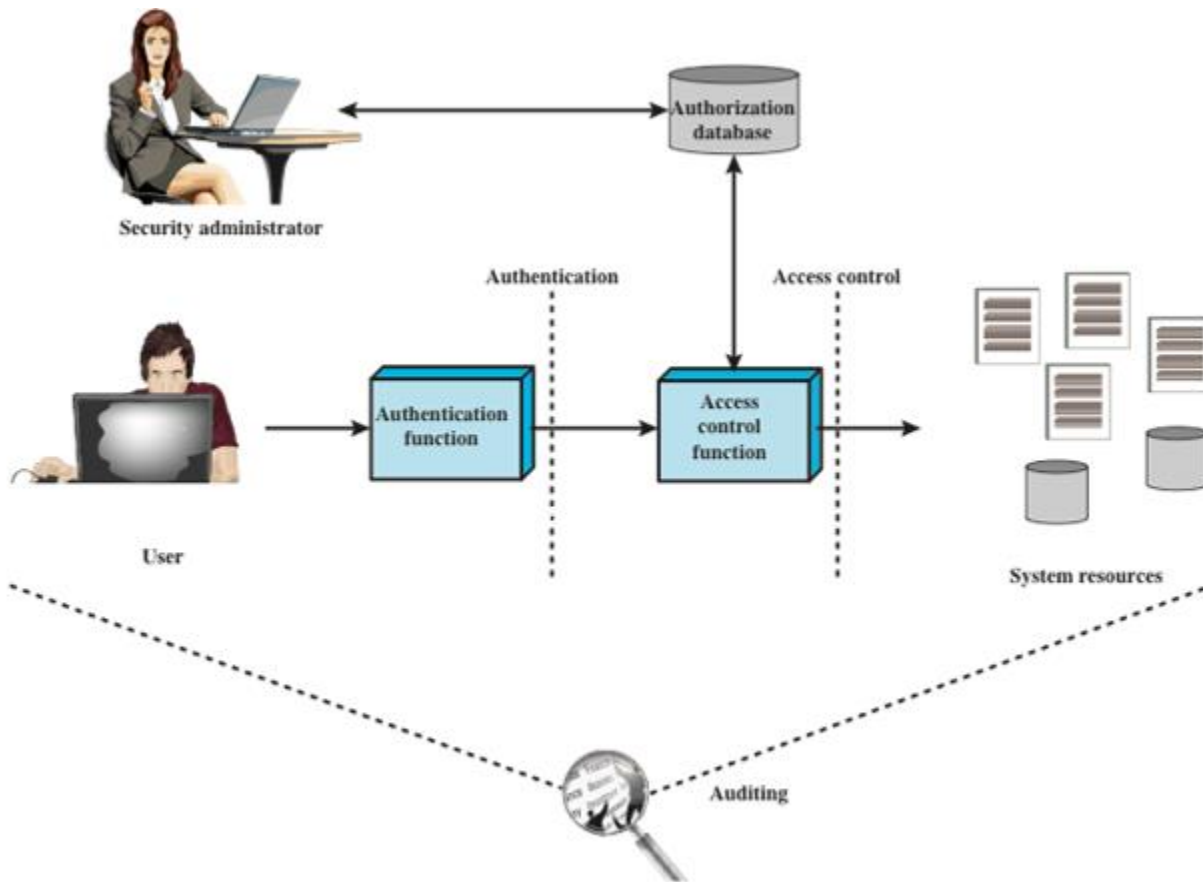 Authorization
database
Security administrator
Authentication
Access control
Authentication
function
Access
control
function
User
System resources
Auditing